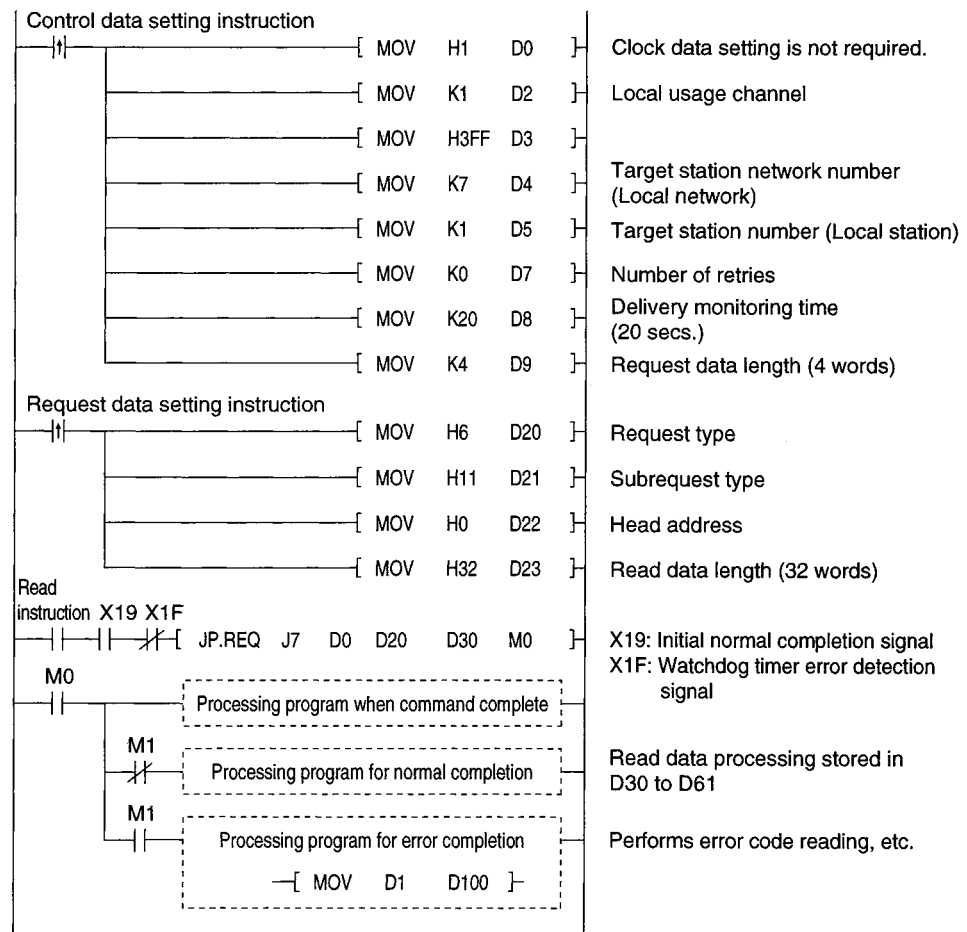 Control data setting instruction
MOV H1 D0 Clock data setting is not required.
MOV K1 D2 Local usage channel
MOV H3FF D3
MOV K7 D4 Target station network number
(Local network)
MOV K1 D5 Target station number (Local station)
MOV K0 D7 Number of retries
MOV K20 D8 Delivery monitoring time
(20 secs.)
MOV K4 D9 Request data length (4 words)
Request data setting instruction
MOV H6 D20 Request type
MOV H11 D21 Subrequest type
MOV H0 D22 Head address
MOV H32 D23 Read data length (32 words)
Read
instruction X19 X1F
JP.REQ J7 D0 D20 D30 M0 X19: Initial normal completion signal
X1F: Watchdog timer error detection
signal
M0
Processing program when command complete
M1
Processing program for normal completion Read data processing stored in
D30 to D61
M1
Processing program for error completion Performs error code reading, etc.
MOV D1 D100